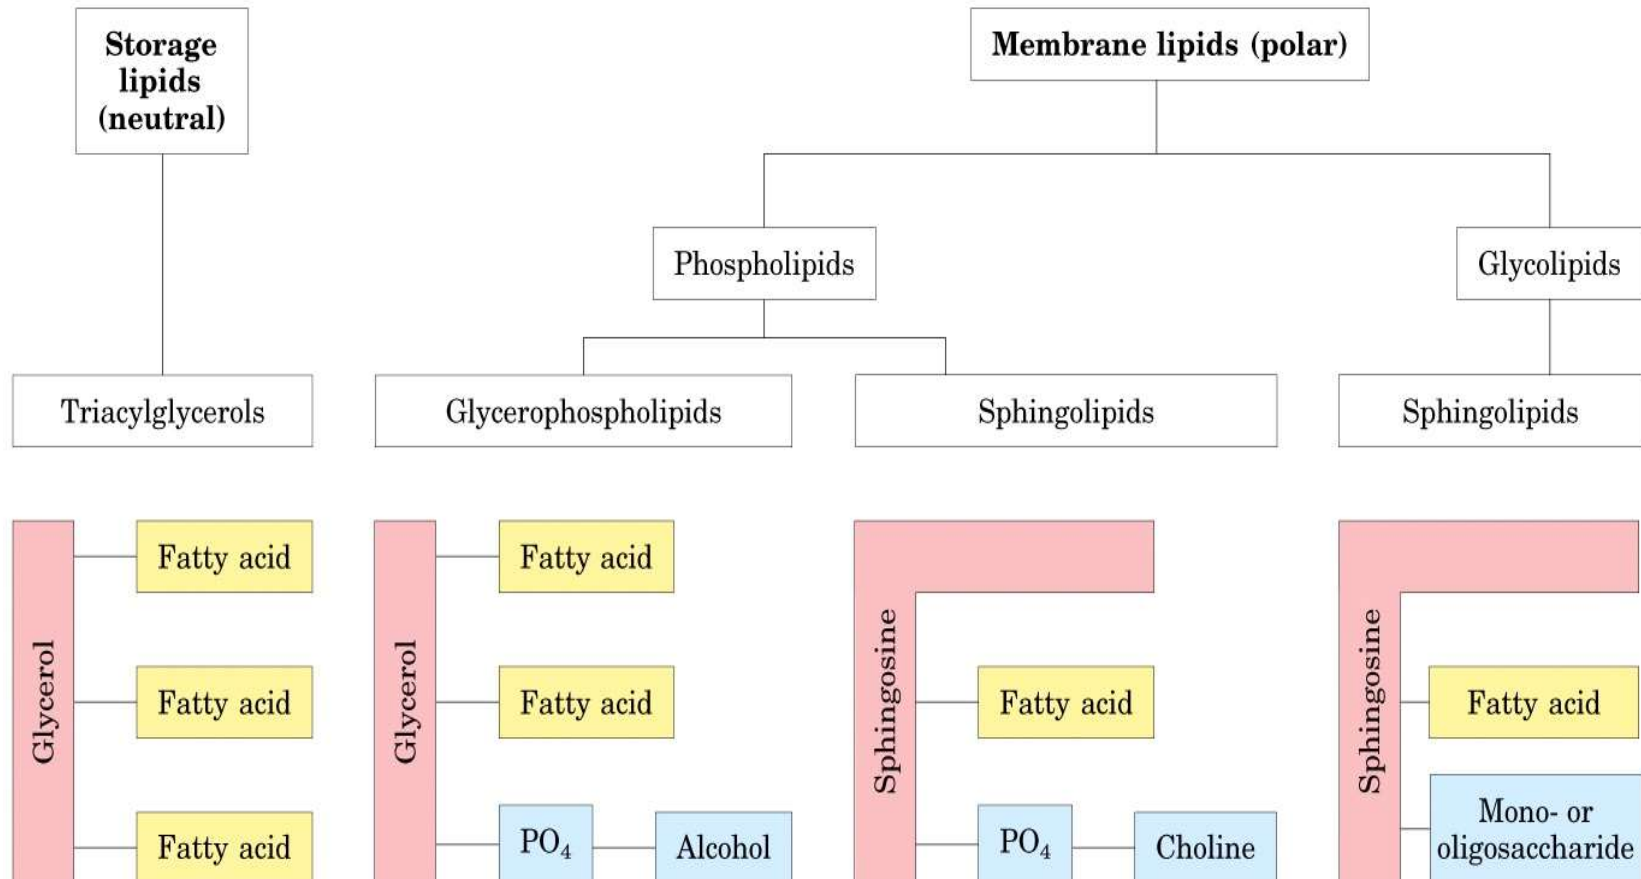 Storage
lipids
(neutral)
Membrane lipids (polar)
Phospholipids
Glycolipids
Triacylglycerols
Glycerophospholipids
Sphingolipids
Sphingolipids
Glycerol
Fatty acid
Fatty acid
Fatty acid
Glycerol
Fatty acid
Fatty acid
PO₄
Alcohol
Sphingosine
Fatty acid
PO₄
Choline
Sphingosine
Fatty acid
Mono- or
oligosaccharide